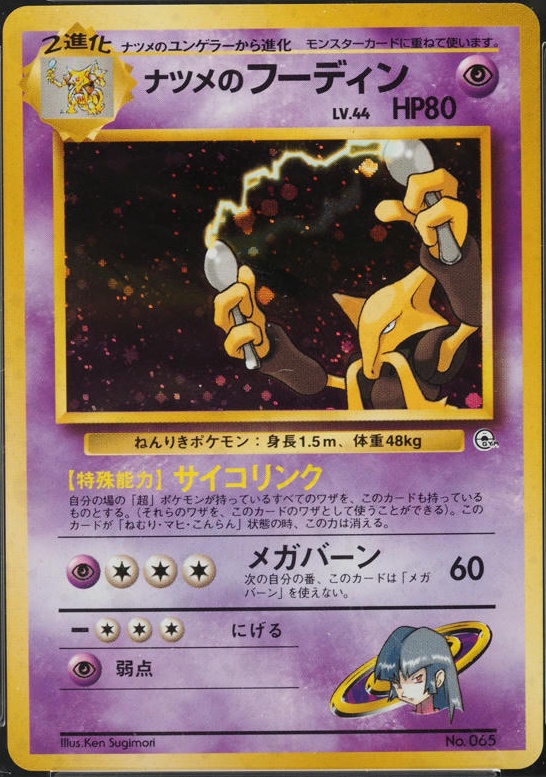 2進化 ナツメのユンゲラーから進化 モンスターカードに重ねて使います。
ナツメのフーディン
LV.44 HP80
ねんりきポケモン：身長1.5m、体重48kg
GYM
【特殊能力】サイコリンク
自分の場の「超」ポケモンが持っているすべてのワザを、このカードも持っている
ものとする。（それらのワザを、このカードのワザとして使うことができる）。この
カードが「ねむり・マヒ・こんらん」状態の時、この力は消える。
メガバーン 60
次の自分の番、このカードは「メガ
バーン」を使えない。
ー にげる
弱点
Illus.Ken Sugimori No.065